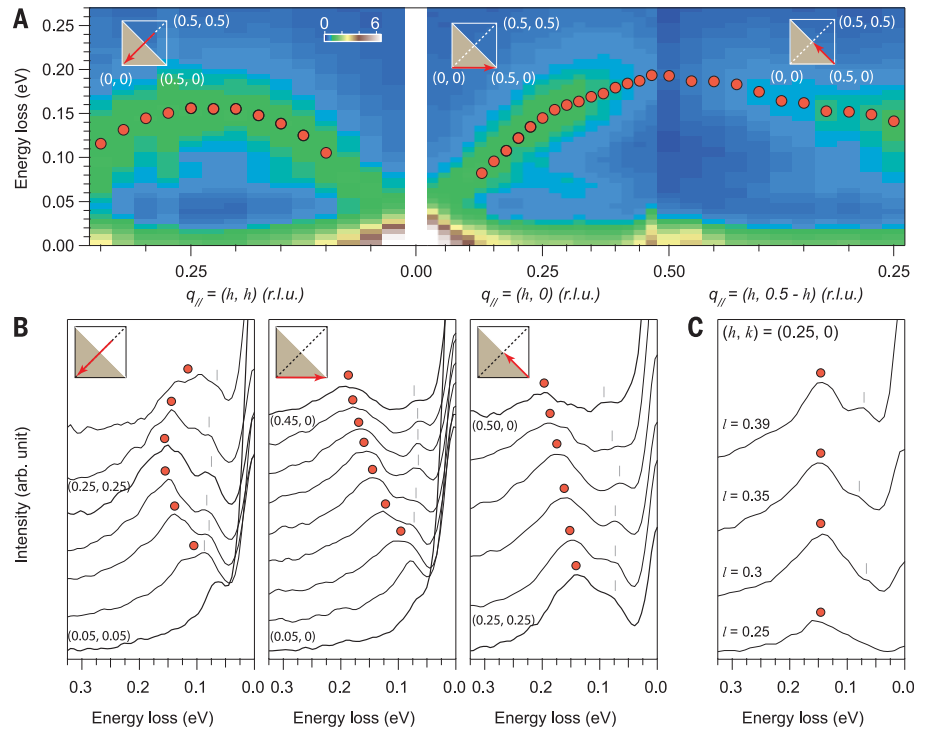 A
0.25
0.20
0.15
0.10
0.05
0.00
Energy loss (eV)
(0.5, 0.5)
(0, 0) (0.5, 0)
0 6
(0.5, 0.5)
(0, 0) (0.5, 0)
(0.5, 0.5)
(0, 0) (0.5, 0)
0.25 0.00 0.25 0.50 0.25
q// = (h, h) (r.l.u.) q// = (h, 0) (r.l.u.) q// = (h, 0.5 - h) (r.l.u.)
B
Intensity (arb. unit)
(0.25, 0.25)
(0.05, 0.05)
0.3 0.2 0.1 0.0
Energy loss (eV)
(0.45, 0)
(0.05, 0)
0.3 0.2 0.1 0.0
Energy loss (eV)
(0.50, 0)
(0.25, 0.25)
0.3 0.2 0.1 0.0
Energy loss (eV)
C
(h, k) = (0.25, 0)
l = 0.39
l = 0.35
l = 0.3
l = 0.25
0.3 0.2 0.1 0.0
Energy loss (eV)